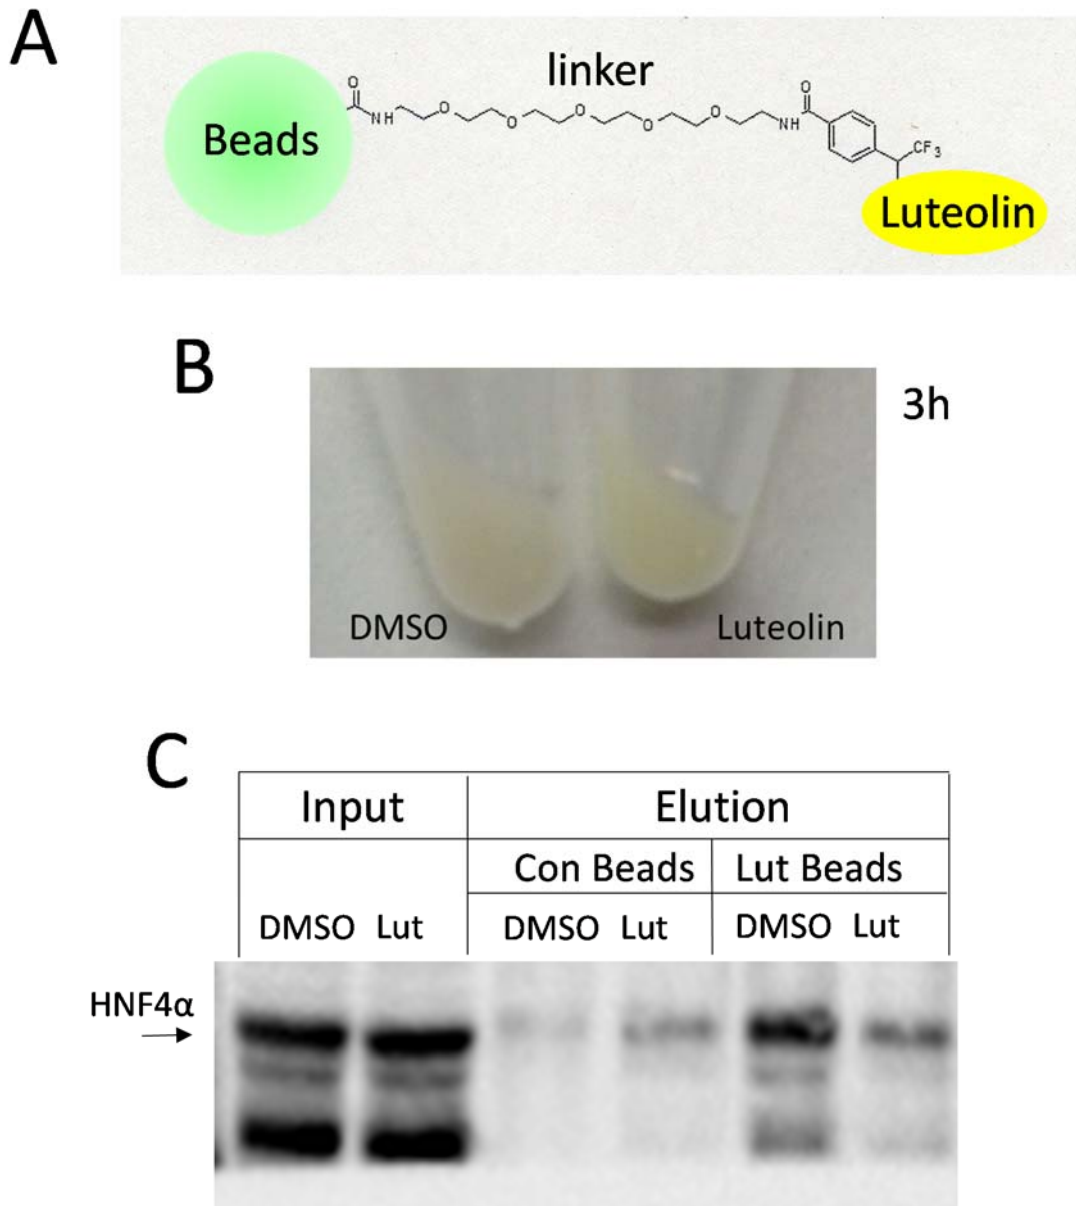 A
linker
O
NH
O
O
O
O
O
O
NH
CF3
Beads
Luteolin
B
3h
DMSO
Luteolin
C
Input
Elution
Con Beads
Lut Beads
DMSO Lut
DMSO Lut
DMSO Lut
HNF4α